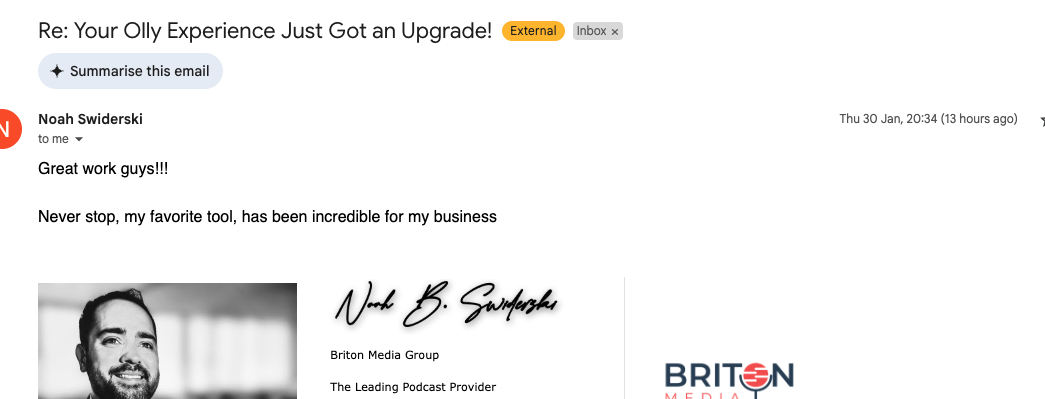 Re: Your Olly Experience Just Got an Upgrade! External Inbox ×
Summarise this email
N
Noah Swiderski
Thu 30 Jan, 20:34 (13 hours ago)
to me
Great work guys!!!
Never stop, my favorite tool, has been incredible for my business
Noah B. Swiderski
Briton Media Group
The Leading Podcast Provider
BRITON
MEDIA